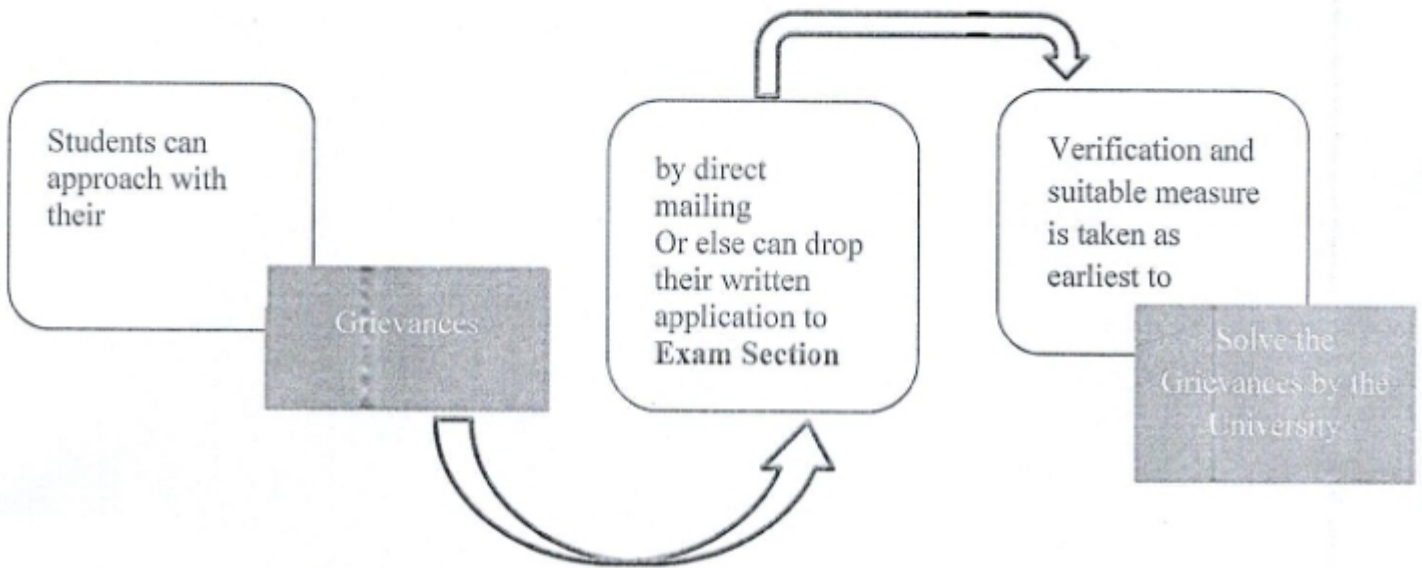 Students can
approach with
their
Grievances
by direct
mailing
Or else can drop
their written
application to
Exam Section
Verification and
suitable measure
is taken as
earliest to
Solve the
Grievances by the
University